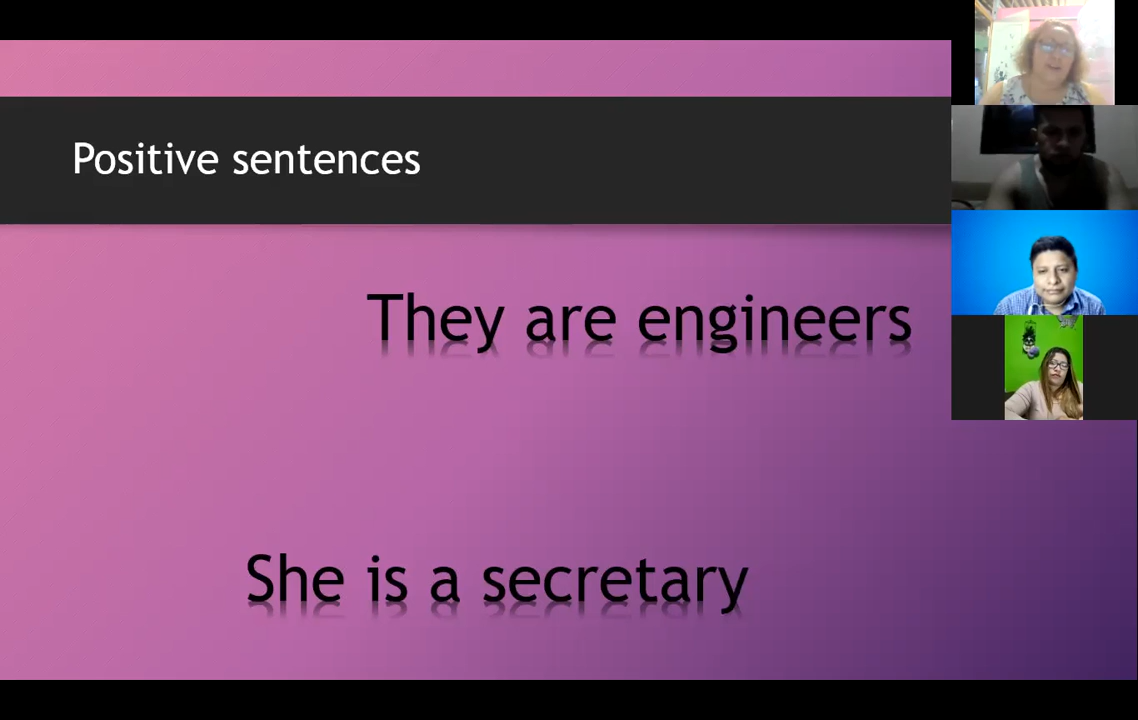 Positive sentences
They are engineers
She is a secretary